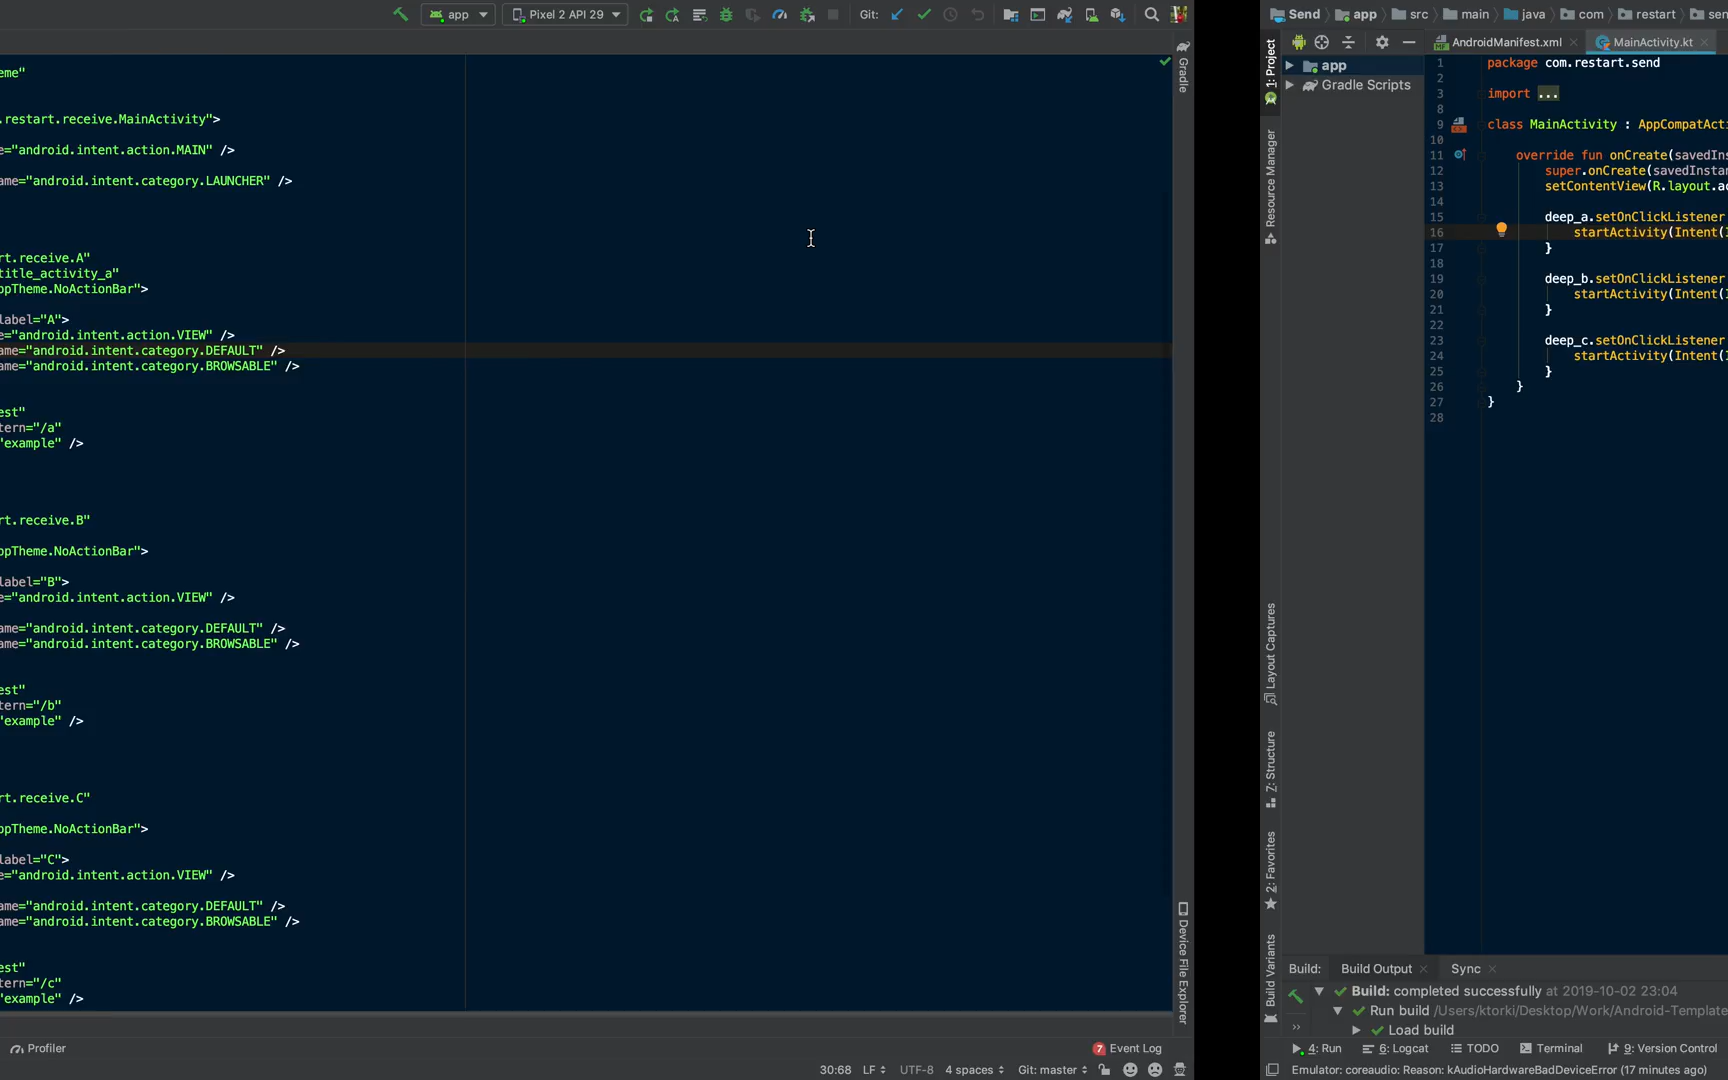 app
Pixel 2 API 29
Git:
eme"
.restart.receive.MainActivity">
e="android.intent.action.MAIN" />
ame="android.intent.category.LAUNCHER" />
rt.receive.A"
title_activity_a"
ppTheme.NoActionBar">
label="A">
e="android.intent.action.VIEW" />
ame="android.intent.category.DEFAULT" />
ame="android.intent.category.BROWSABLE" />
est"
tern="/a"
"example" />
rt.receive.B"
ppTheme.NoActionBar">
label="B">
e="android.intent.action.VIEW" />
ame="android.intent.category.DEFAULT" />
ame="android.intent.category.BROWSABLE" />
est"
tern="/b"
"example" />
rt.receive.C"
ppTheme.NoActionBar">
label="C">
e="android.intent.action.VIEW" />
ame="android.intent.category.DEFAULT" />
ame="android.intent.category.BROWSABLE" />
est"
tern="/c"
"example" />
Gradle
Device File Explorer
Profiler
7 Event Log
30:68 LF UTF-8 4 spaces Git: master
Send app src main java com restart sen
1: Project
Resource Manager
Layout Captures
Z: Structure
2: Favorites
Build Variants
app
Gradle Scripts
AndroidManifest.xml
MainActivity.kt
1 package com.restart.send
2
3 import ...
8
9 class MainActivity : AppCompatActi
10
11 override fun onCreate(savedIns
12 super.onCreate(savedInstan
13 setContentView(R.layout.ac
14
15 deep_a.setOnClickListener
16 startActivity(Intent(I
17 }
18
19 deep_b.setOnClickListener
20 startActivity(Intent(I
21 }
22
23 deep_c.setOnClickListener
24 startActivity(Intent(I
25 }
26 }
27 }
28
Build: Build Output Sync
Build: completed successfully at 2019-10-02 23:04
Run build /Users/ktorki/Desktop/Work/Android-Template
Load build
4: Run 6: Logcat TODO Terminal 9: Version Control
Emulator: coreaudio: Reason: kAudioHardwareBadDeviceError (17 minutes ago)